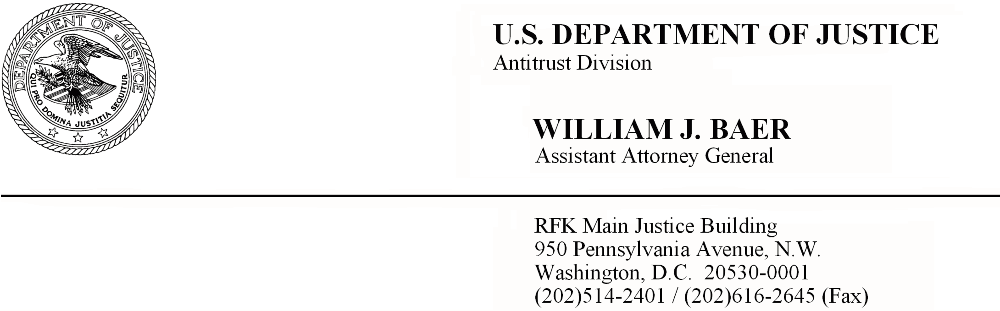 DEPARTMENT OF JUSTICE
QUI PRO DOMINA JUSTITIA SEQUITUR
U.S. DEPARTMENT OF JUSTICE
Antitrust Division
WILLIAM J. BAER
Assistant Attorney General
RFK Main Justice Building
950 Pennsylvania Avenue, N.W.
Washington, D.C.  20530-0001
(202)514-2401 / (202)616-2645 (Fax)